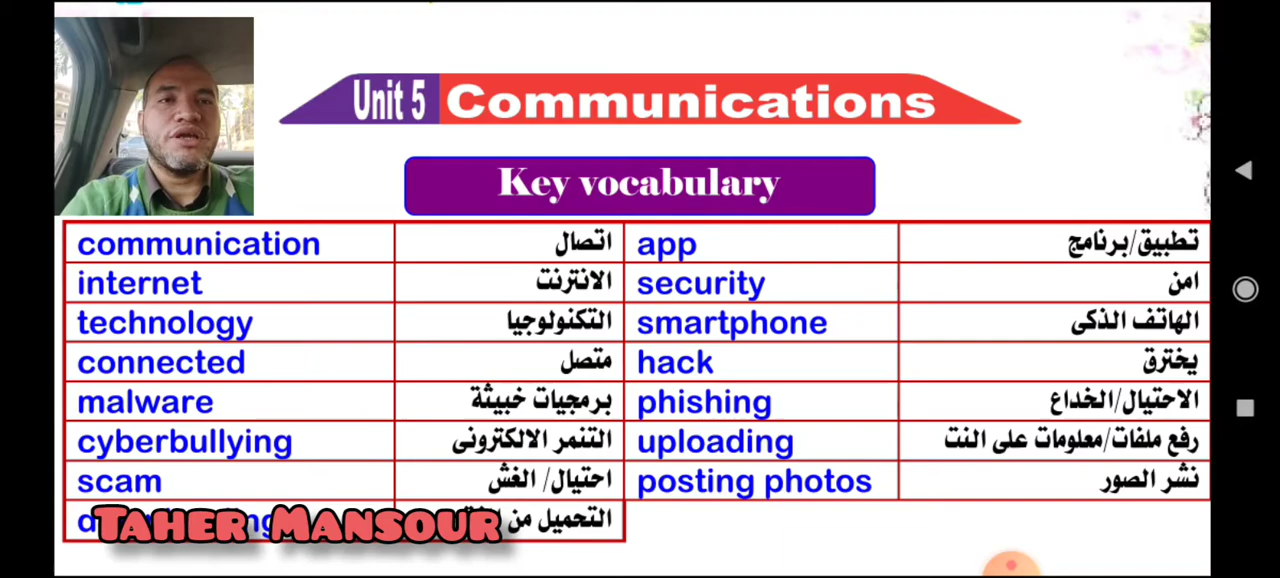 Unit 5 Communications
Key vocabulary
communication اتصال app تطبيق/برنامج
internet الانترنت security امن
technology التكنولوجيا smartphone الهاتف الذكى
connected متصل hack يخترق
malware برمجيات خبيثة phishing الاحتيال/الخداع
cyberbullying التنمر الالكترونى uploading رفع ملفات/معلومات على النت
scam احتيال/ الغش posting photos نشر الصور
التحميل من
TAHER MANSOUR